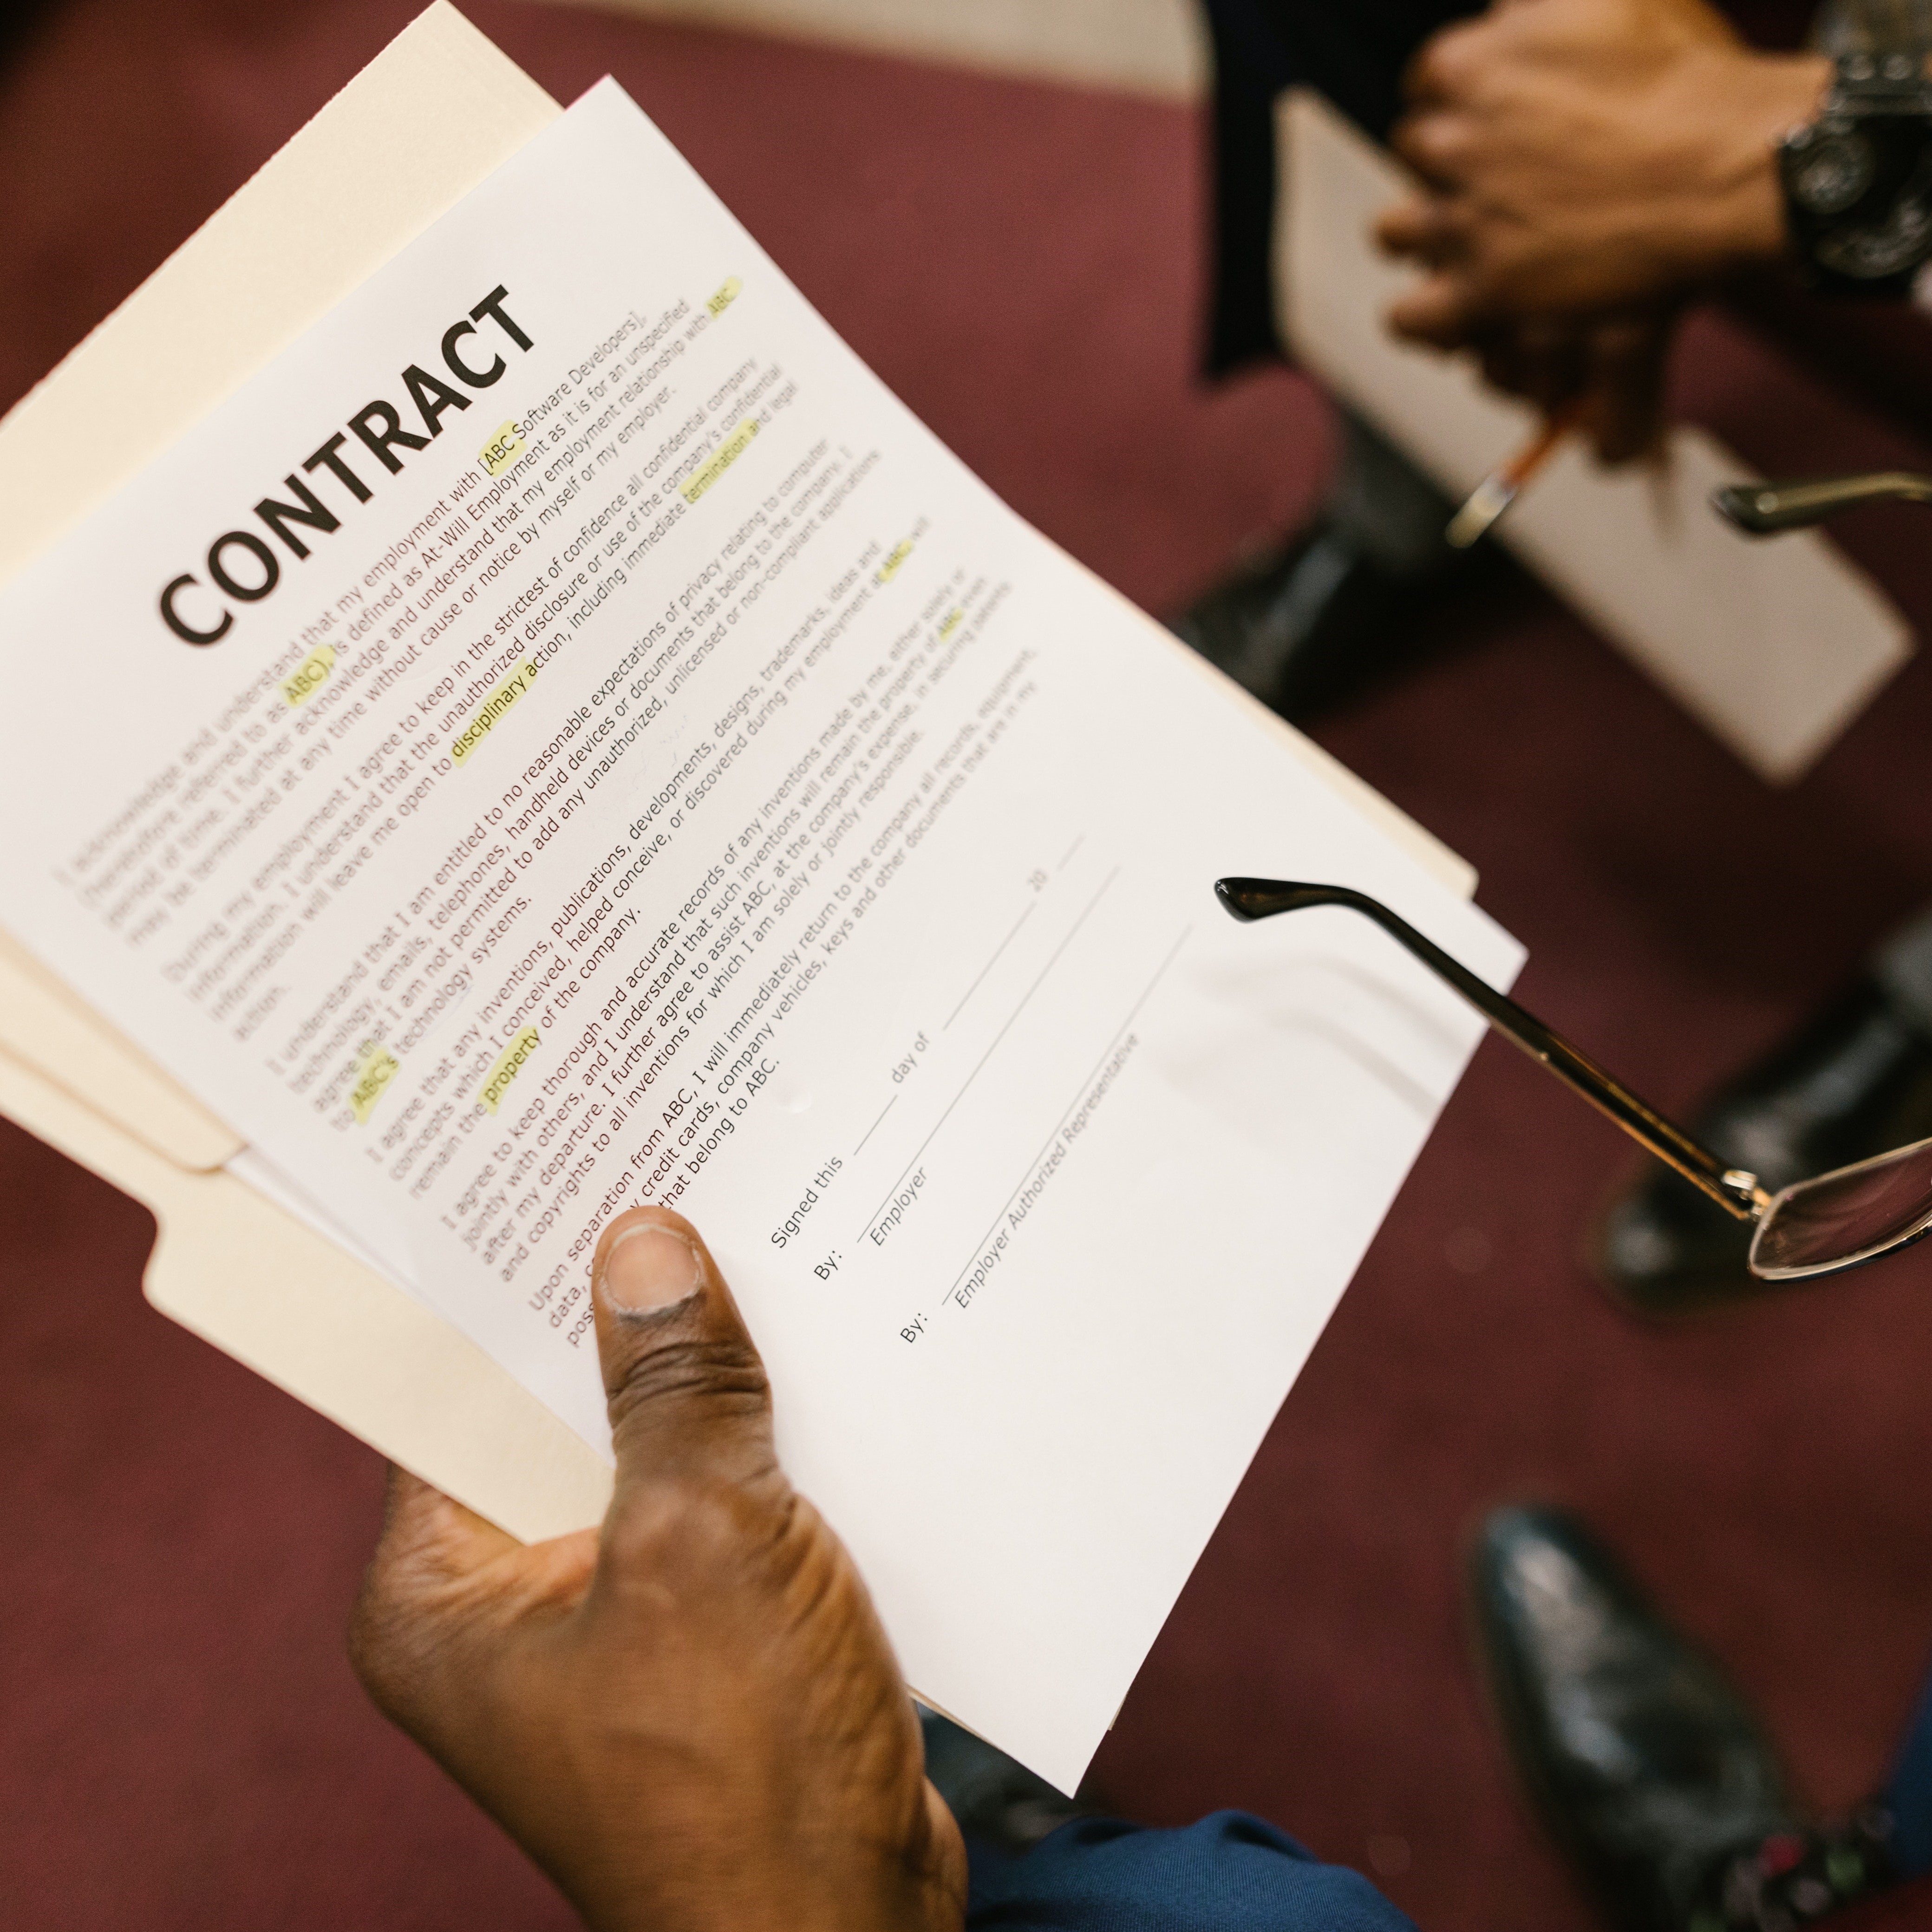 CONTRACT
I acknowledge and understand that my employment with [ABC Software Developers],
(heretofore referred to as ABC), is defined as At-Will Employment as it is for an unspecified
period of time. I further acknowledge and understand that my employment relationship with ABC
may be terminated at any time without cause or notice by myself or my employer.
During my employment I agree to keep in the strictest of confidence all confidential company
information. I understand that the unauthorized disclosure or use of the company's confidential
information will leave me open to disciplinary action, including immediate termination and legal
action.
I understand that I am entitled to no reasonable expectations of privacy relating to computer
technology, emails, telephones, handheld devices or documents that belong to the company. I
agree that I am not permitted to add any unauthorized, unlicensed or non-compliant applications
to ABC's technology systems.
I agree that any inventions, publications, developments, designs, trademarks, ideas and
concepts which I conceived, helped conceive, or discovered during my employment at ABC will
remain the property of the company.
I agree to keep thorough and accurate records of any inventions made by me, either solely or
jointly with others, and I understand that such inventions will remain the property of ABC even
after my departure. I further agree to assist ABC, at the company's expense, in securing patents
and copyrights to all inventions for which I am solely or jointly responsible.
Upon separation from ABC, I will immediately return to the company all records, equipment,
data, credit cards, company vehicles, keys and other documents that are in my
that belong to ABC.
Signed this day of 20
By:
Employer
By:
Employer Authorized Representative